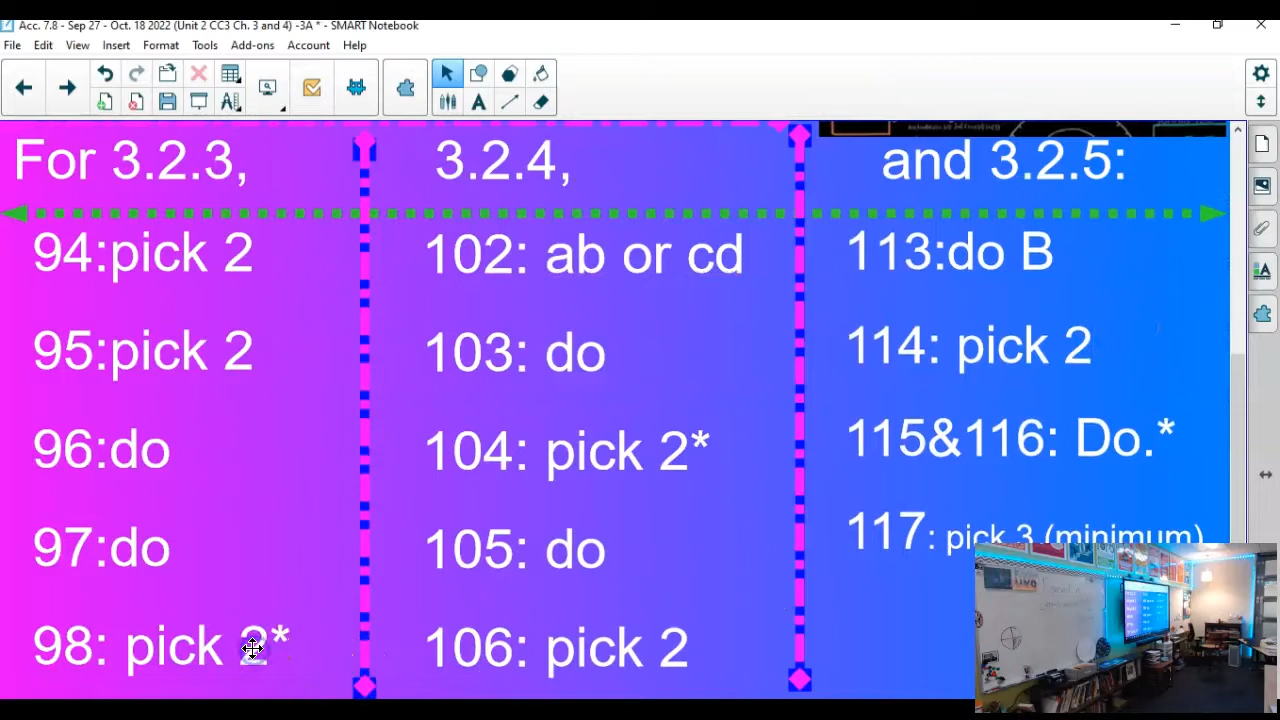 Acc. 7.8 - Sep 27 - Oct. 18 2022 (Unit 2 CC3 Ch. 3 and 4) -3A * - SMART Notebook
File Edit View Insert Format Tools Add-ons Account Help
For 3.2.3,
94:pick 2
95:pick 2
96:do
97:do
98: pick 2*
3.2.4,
102: ab or cd
103: do
104: pick 2*
105: do
106: pick 2
and 3.2.5:
113:do B
114: pick 2
115&116: Do.*
117: pick 3 (minimum)